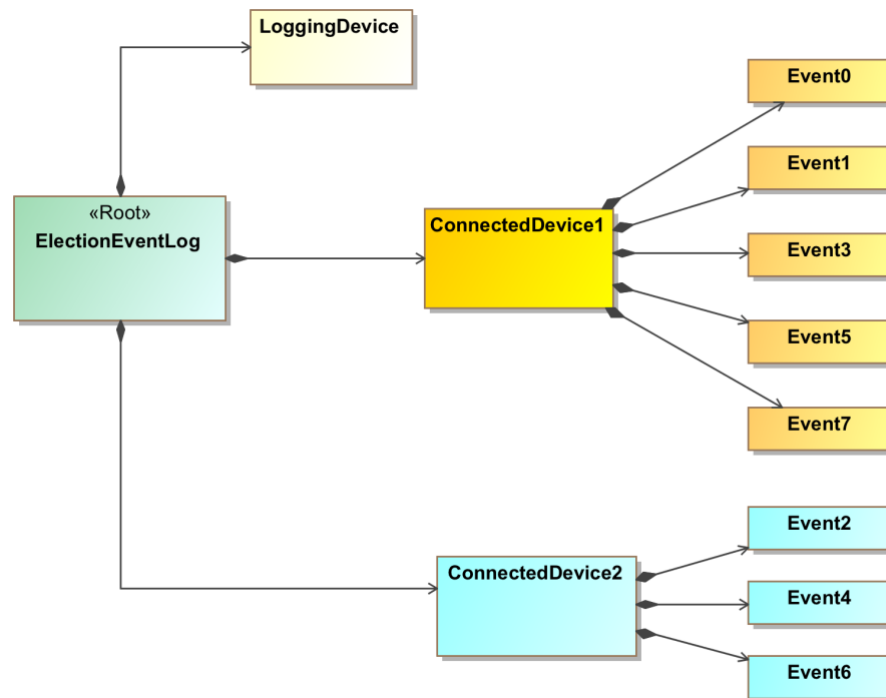 LoggingDevice
«Root»
ElectionEventLog
ConnectedDevice1
Event0
Event1
Event3
Event5
Event7
ConnectedDevice2
Event2
Event4
Event6